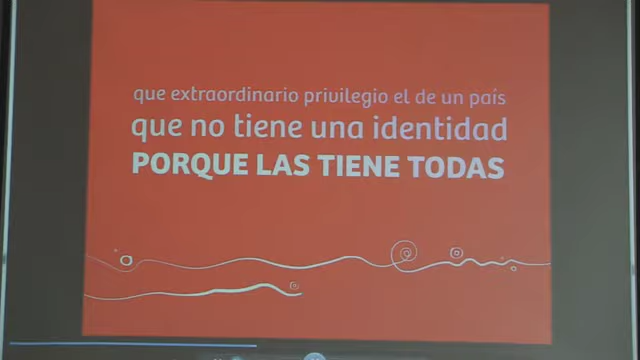 que extraordinario privilegio el de un país
que no tiene una identidad
PORQUE LAS TIENE TODAS